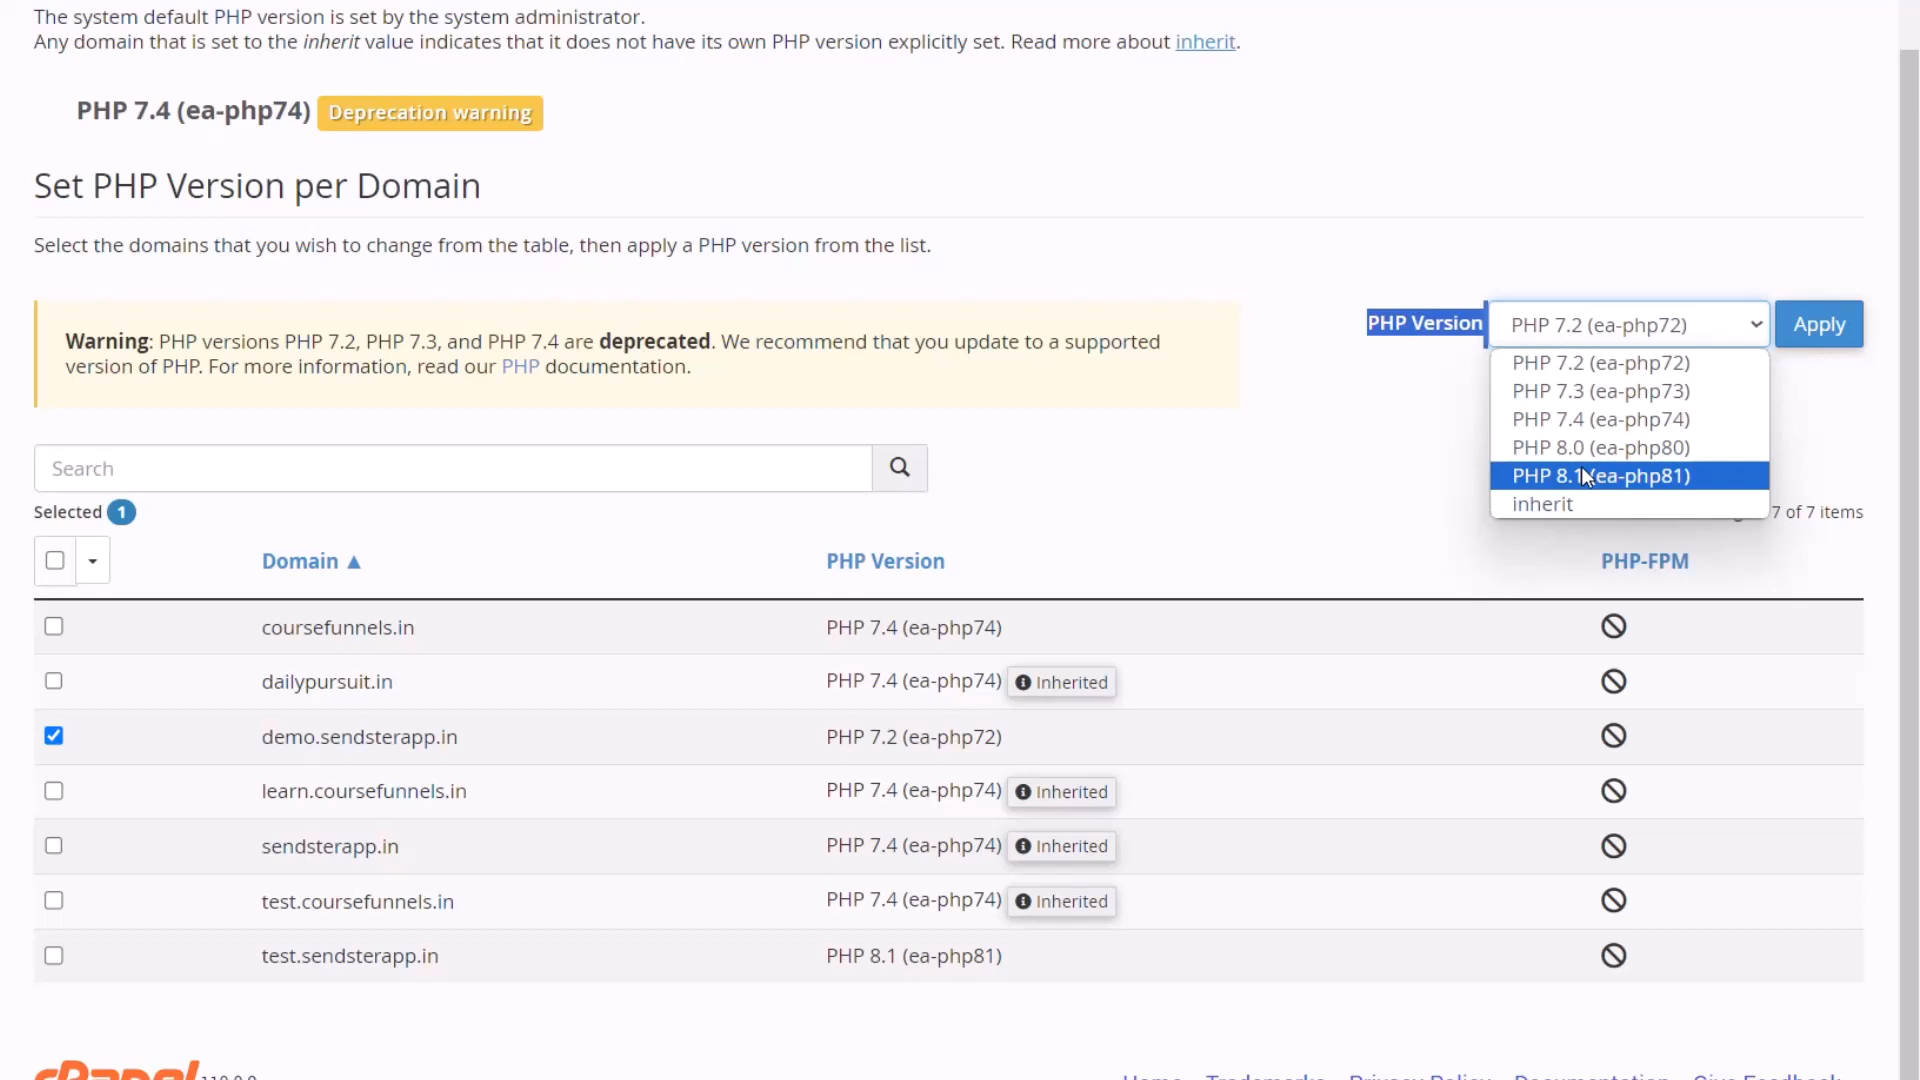 The system default PHP version is set by the system administrator.
Any domain that is set to the inherit value indicates that it does not have its own PHP version explicitly set. Read more about inherit.
PHP 7.4 (ea-php74) Deprecation warning
Set PHP Version per Domain
Select the domains that you wish to change from the table, then apply a PHP version from the list.
Warning: PHP versions PHP 7.2, PHP 7.3, and PHP 7.4 are deprecated. We recommend that you update to a supported
version of PHP. For more information, read our PHP documentation.
PHP Version PHP 7.2 (ea-php72) Apply
PHP 7.2 (ea-php72)
PHP 7.3 (ea-php73)
PHP 7.4 (ea-php74)
PHP 8.0 (ea-php80)
PHP 8.1 (ea-php81)
inherit
Search
Selected 1
7 of 7 items
Domain ▲ PHP Version PHP-FPM
coursefunnels.in PHP 7.4 (ea-php74)
dailypursuit.in PHP 7.4 (ea-php74) Inherited
demo.sendsterapp.in PHP 7.2 (ea-php72)
learn.coursefunnels.in PHP 7.4 (ea-php74) Inherited
sendsterapp.in PHP 7.4 (ea-php74) Inherited
test.coursefunnels.in PHP 7.4 (ea-php74) Inherited
test.sendsterapp.in PHP 8.1 (ea-php81)
cPanel Home Trademarks Privacy Policy Documentation Give Feedback